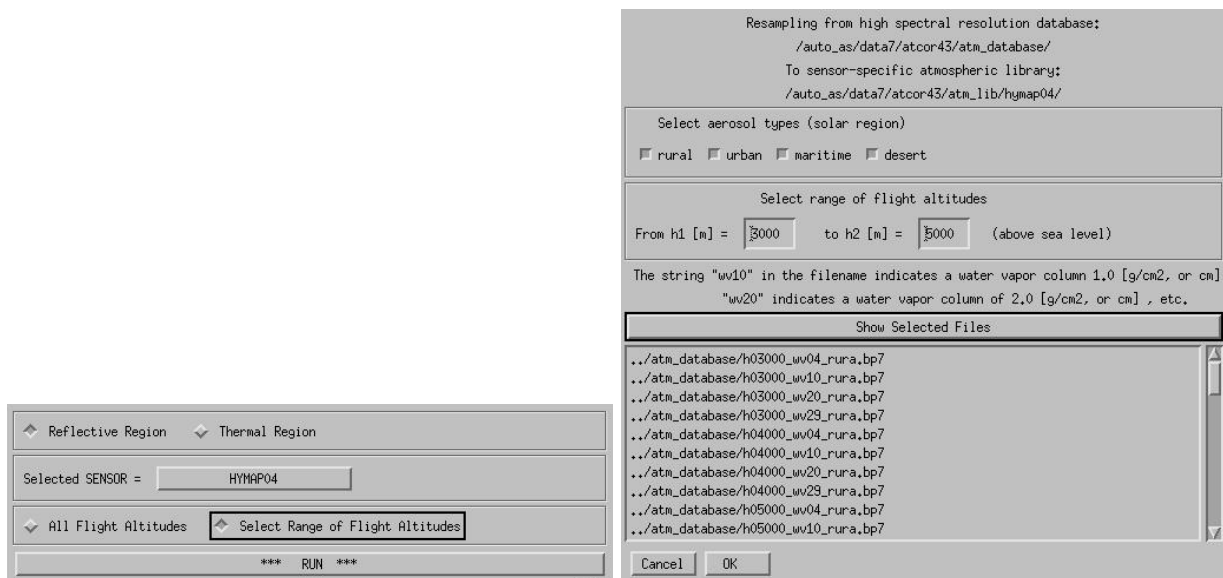 Reflective Region Thermal Region
Selected SENSOR = HYMAP04
All Flight Altitudes Select Range of Flight Altitudes
*** RUN ***
Resampling from high spectral resolution database:
/auto_as/data7/atcor43/atm_database/
To sensor-specific atmospheric library:
/auto_as/data7/atcor43/atm_lib/hymap04/
Select aerosol types (solar region)
rural urban maritime desert
Select range of flight altitudes
From h1 [m] = 3000 to h2 [m] = 5000 (above sea level)
The string "wv10" in the filename indicates a water vapor column 1.0 [g/cm2, or cm]
"wv20" indicates a water vapor column of 2.0 [g/cm2, or cm] , etc.
Show Selected Files
../atm_database/h03000_wv04_rura.bp7
../atm_database/h03000_wv10_rura.bp7
../atm_database/h03000_wv20_rura.bp7
../atm_database/h03000_wv29_rura.bp7
../atm_database/h04000_wv04_rura.bp7
../atm_database/h04000_wv10_rura.bp7
../atm_database/h04000_wv20_rura.bp7
../atm_database/h04000_wv29_rura.bp7
../atm_database/h05000_wv04_rura.bp7
../atm_database/h05000_wv10_rura.bp7
Cancel OK